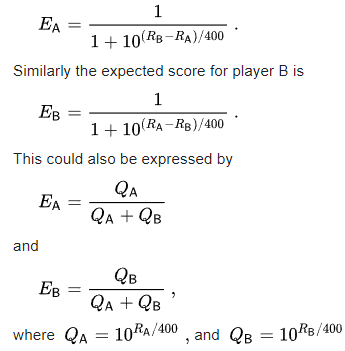 E_A = 1 / (1 + 10^{(R_B − R_A)/400}) .
Similarly the expected score for player B is
E_B = 1 / (1 + 10^{(R_A − R_B)/400}) .
This could also be expressed by
E_A = Q_A / (Q_A + Q_B)
and
E_B = Q_B / (Q_A + Q_B) ,
where Q_A = 10^{R_A/400} , and Q_B = 10^{R_B/400}